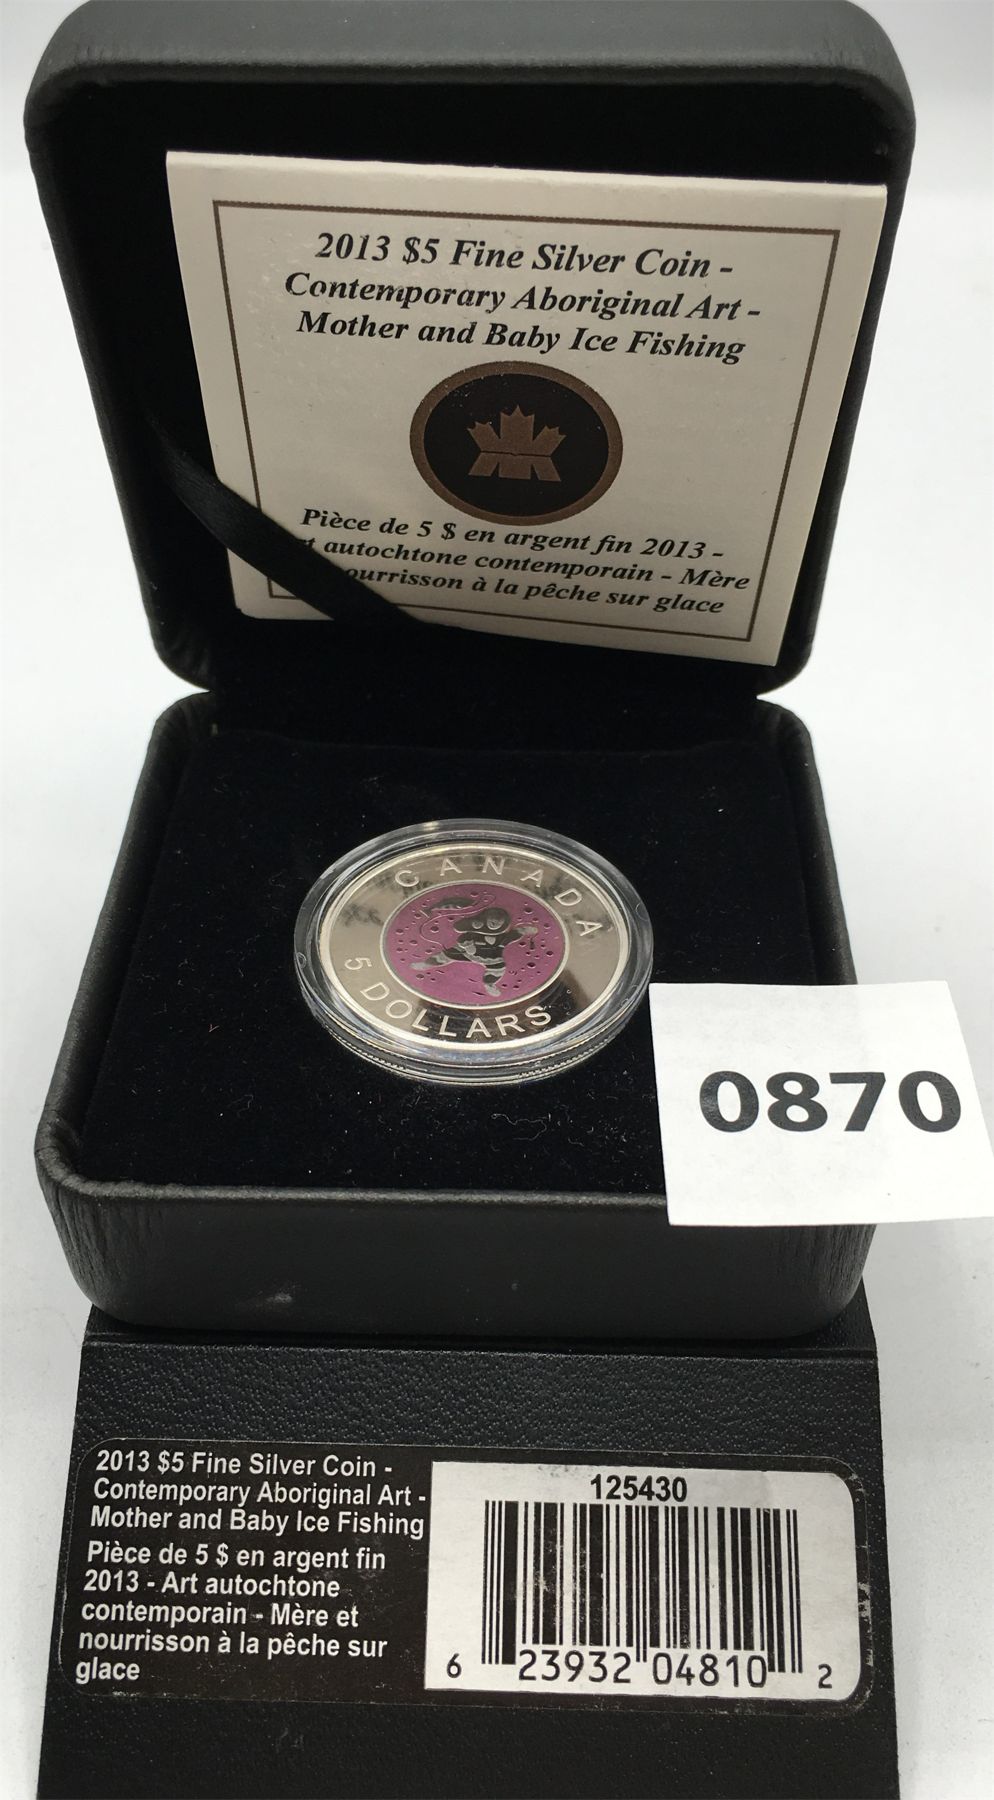 2013 $5 Fine Silver Coin -
Contemporary Aboriginal Art -
Mother and Baby Ice Fishing
Pièce de 5 $ en argent fin 2013 -
autochtone contemporain - Mère
nourrisson à la pêche sur glace
CANADA
5 DOLLARS
0870
2013 $5 Fine Silver Coin -
Contemporary Aboriginal Art -
Mother and Baby Ice Fishing
Pièce de 5 $ en argent fin
2013 - Art autochtone
contemporain - Mère et
nourrisson à la pêche sur
glace
125430
6 23932 04810 2